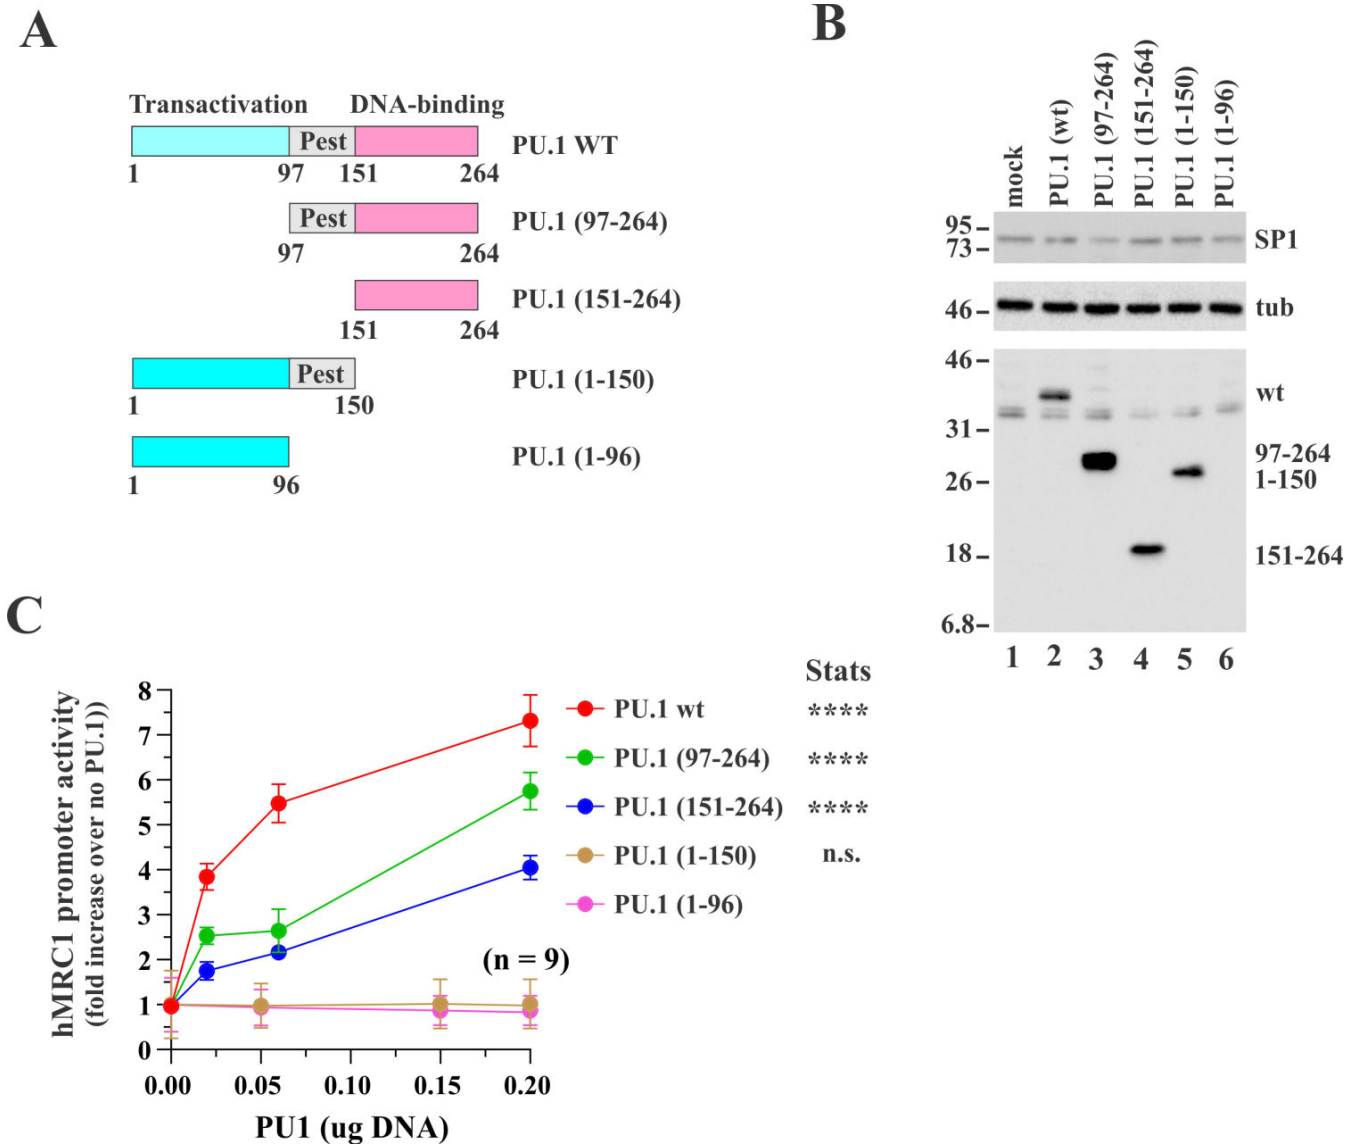 A
Transactivation DNA-binding
Pest PU.1 WT
1 97 151 264
Pest PU.1 (97-264)
97 264
PU.1 (151-264)
151 264
Pest PU.1 (1-150)
1 150
PU.1 (1-96)
1 96
B
mock
PU.1 (wt)
PU.1 (97-264)
PU.1 (151-264)
PU.1 (1-150)
PU.1 (1-96)
95
73
SP1
46
tub
46
wt
31
97-264
1-150
26
18
151-264
6.8
1 2 3 4 5 6
C
hMRC1 promoter activity
(fold increase over no PU.1))
8
7
6
5
4
3
2
1
0
0.00 0.05 0.10 0.15 0.20
PU1 (ug DNA)
(n = 9)
Stats
PU.1 wt ****
PU.1 (97-264) ****
PU.1 (151-264) ****
PU.1 (1-150) n.s.
PU.1 (1-96)